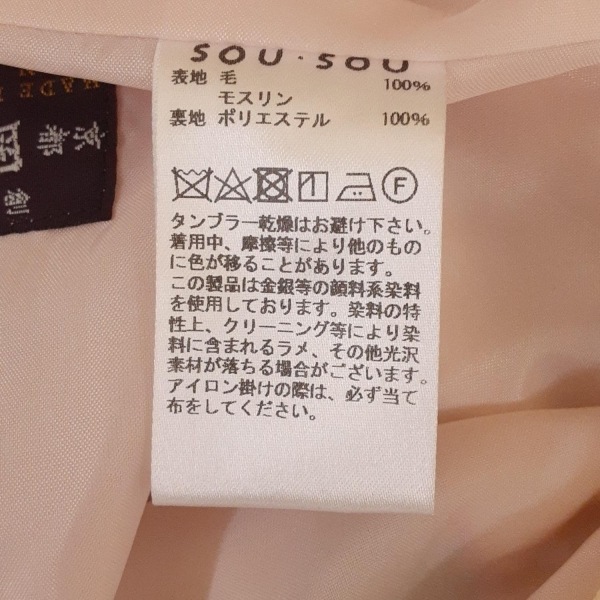 SOU・SOU
表地 毛 100%
モスリン
裏地 ポリエステル 100%
F
タンブラー乾燥はお避け下さい。
着用中、摩擦等により他のもの
に色が移ることがあります。
この製品は金銀等の顔料系染料
を使用しております。染料の特
性上、クリーニング等により染
料に含まれるラメ、その他光沢
素材が落ちる場合がございます。
アイロン掛けの際は、必ず当て
布をしてください。
MADE
京都
創